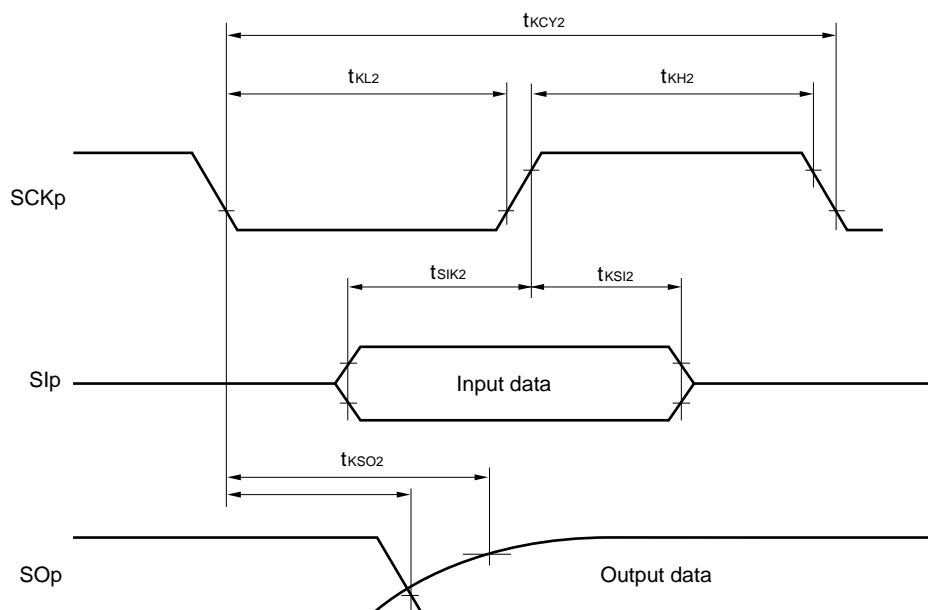 tKCY2
tKL2
tKH2
SCKp
tSIK2
tKSI2
SIp
Input data
tKSO2
SOp
Output data